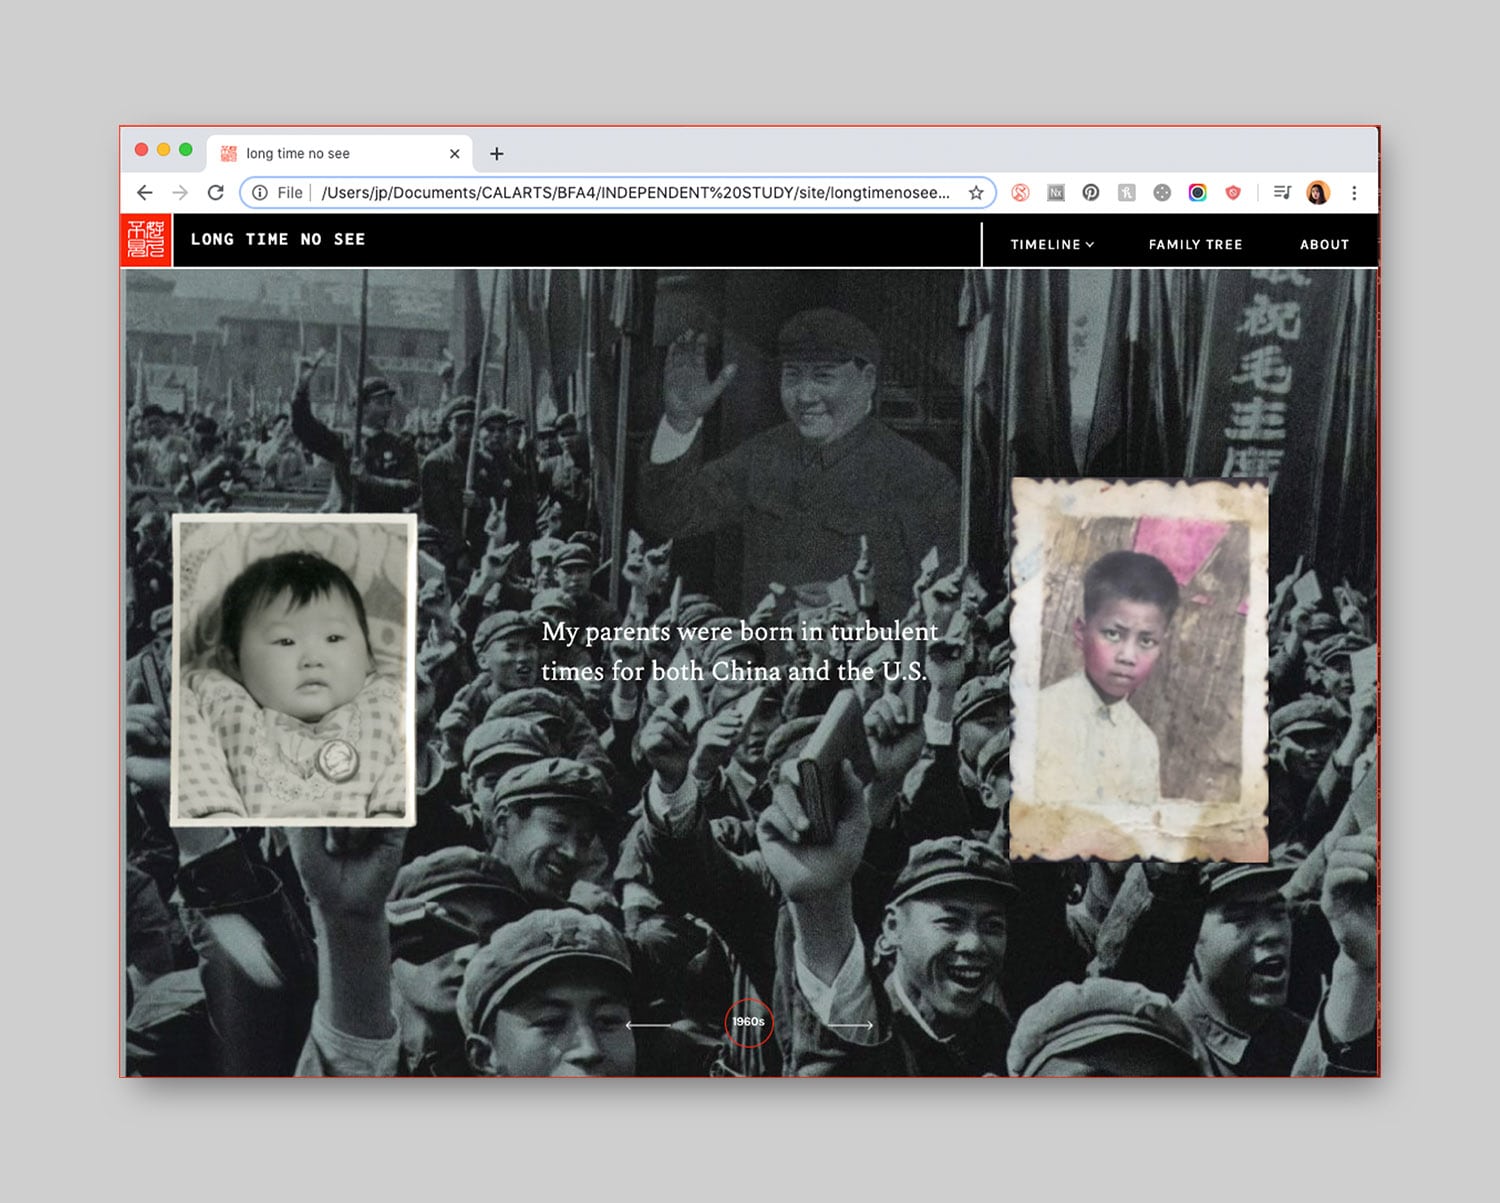 long time no see
File
/Users/jp/Documents/CALARTS/BFA4/INDEPENDENT%20STUDY/site/longtimenosee...
Nx
LONG TIME NO SEE
TIMELINE
FAMILY TREE
ABOUT
祝
毛
主
My parents were born in turbulent
times for both China and the U.S.
1960s